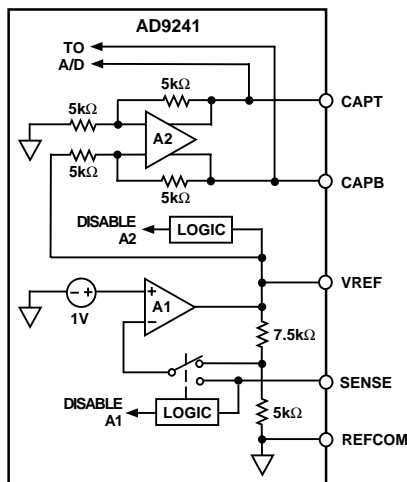 AD9241
TO
A/D
5kΩ
CAPT
5kΩ
A2
5kΩ
5kΩ
CAPB
DISABLE
A2
LOGIC
VREF
− +
1V
+
A1
−
7.5kΩ
SENSE
DISABLE
A1
LOGIC
5kΩ
REFCOM